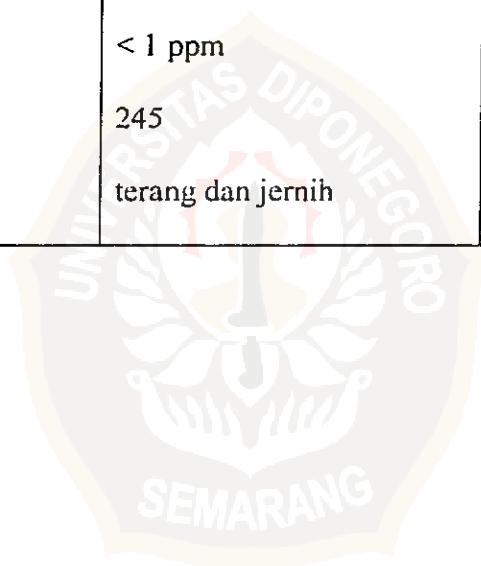 < 1 ppm
245
terang dan jernih
UNIVERSITAS DIPONEGORO
SEMARANG